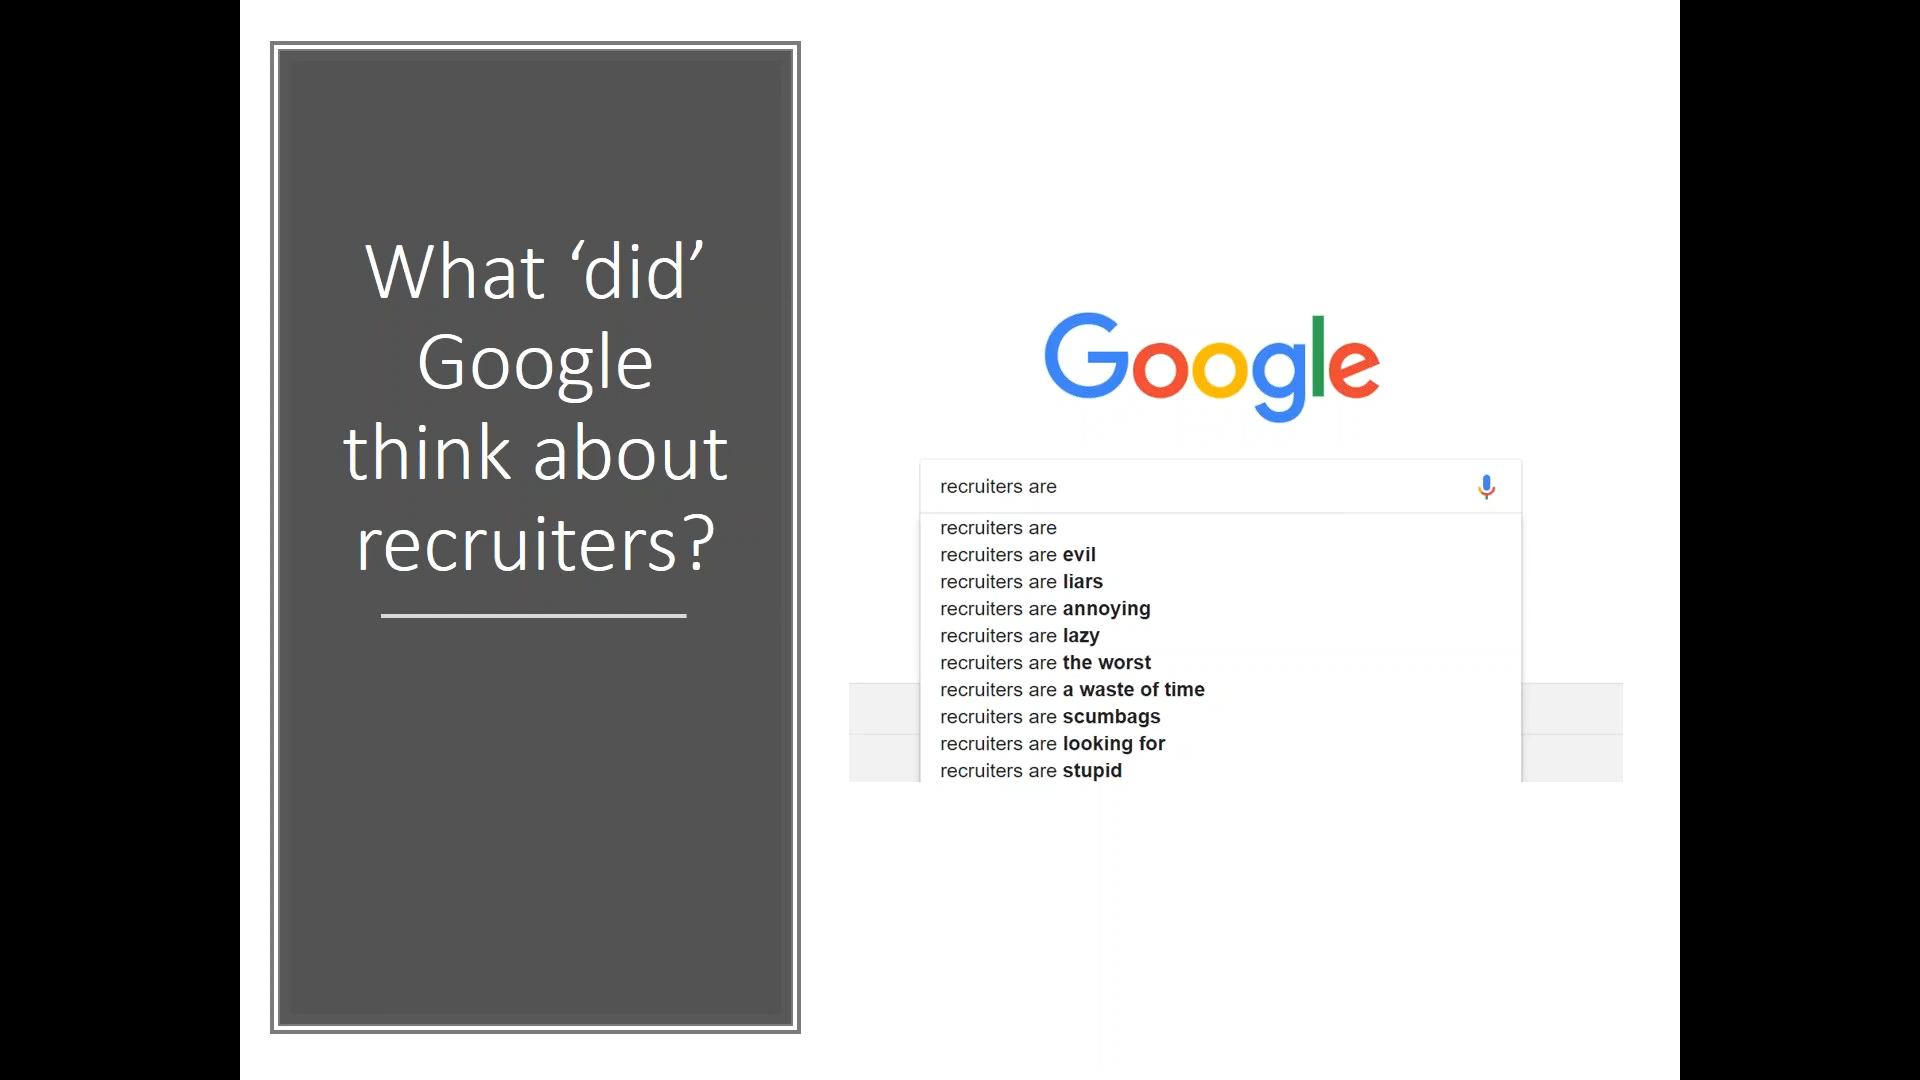 What ‘did’
Google
think about
recruiters?
Google
recruiters are
recruiters are
recruiters are evil
recruiters are liars
recruiters are annoying
recruiters are lazy
recruiters are the worst
recruiters are a waste of time
recruiters are scumbags
recruiters are looking for
recruiters are stupid